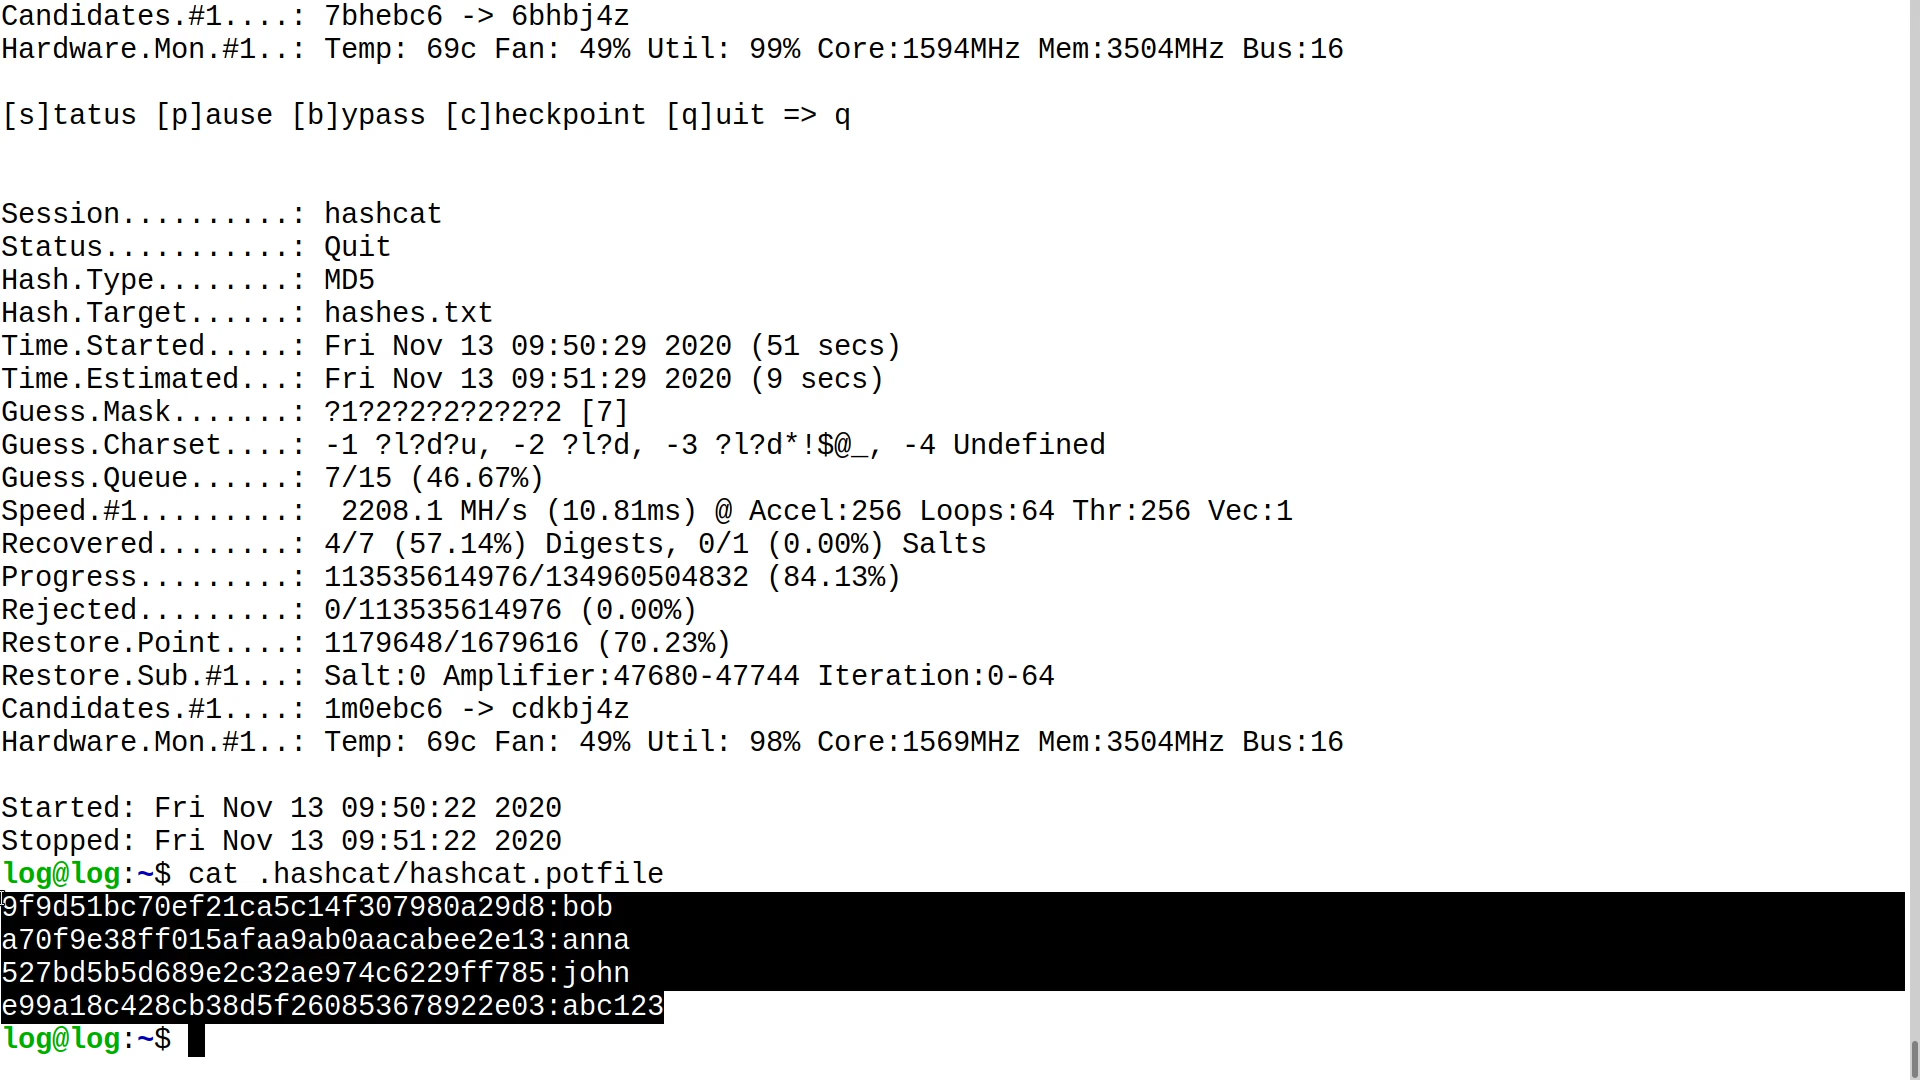 Candidates.#1....: 7bhebc6 -> 6bhbj4z
Hardware.Mon.#1..: Temp: 69c Fan: 49% Util: 99% Core:1594MHz Mem:3504MHz Bus:16
[s]tatus [p]ause [b]ypass [c]heckpoint [q]uit => q
Session..........: hashcat
Status...........: Quit
Hash.Type........: MD5
Hash.Target......: hashes.txt
Time.Started.....: Fri Nov 13 09:50:29 2020 (51 secs)
Time.Estimated...: Fri Nov 13 09:51:29 2020 (9 secs)
Guess.Mask.......: ?1?2?2?2?2?2?2 [7]
Guess.Charset....: -1 ?l?d?u, -2 ?l?d, -3 ?l?d*!$@_, -4 Undefined
Guess.Queue......: 7/15 (46.67%)
Speed.#1.........:  2208.1 MH/s (10.81ms) @ Accel:256 Loops:64 Thr:256 Vec:1
Recovered........: 4/7 (57.14%) Digests, 0/1 (0.00%) Salts
Progress.........: 113535614976/134960504832 (84.13%)
Rejected.........: 0/113535614976 (0.00%)
Restore.Point....: 1179648/1679616 (70.23%)
Restore.Sub.#1...: Salt:0 Amplifier:47680-47744 Iteration:0-64
Candidates.#1....: 1m0ebc6 -> cdkbj4z
Hardware.Mon.#1..: Temp: 69c Fan: 49% Util: 98% Core:1569MHz Mem:3504MHz Bus:16
Started: Fri Nov 13 09:50:22 2020
Stopped: Fri Nov 13 09:51:22 2020
log@log:~$ cat .hashcat/hashcat.potfile
9f9d51bc70ef21ca5c14f307980a29d8:bob
a70f9e38ff015afaa9ab0aacabee2e13:anna
527bd5b5d689e2c32ae974c6229ff785:john
e99a18c428cb38d5f260853678922e03:abc123
log@log:~$